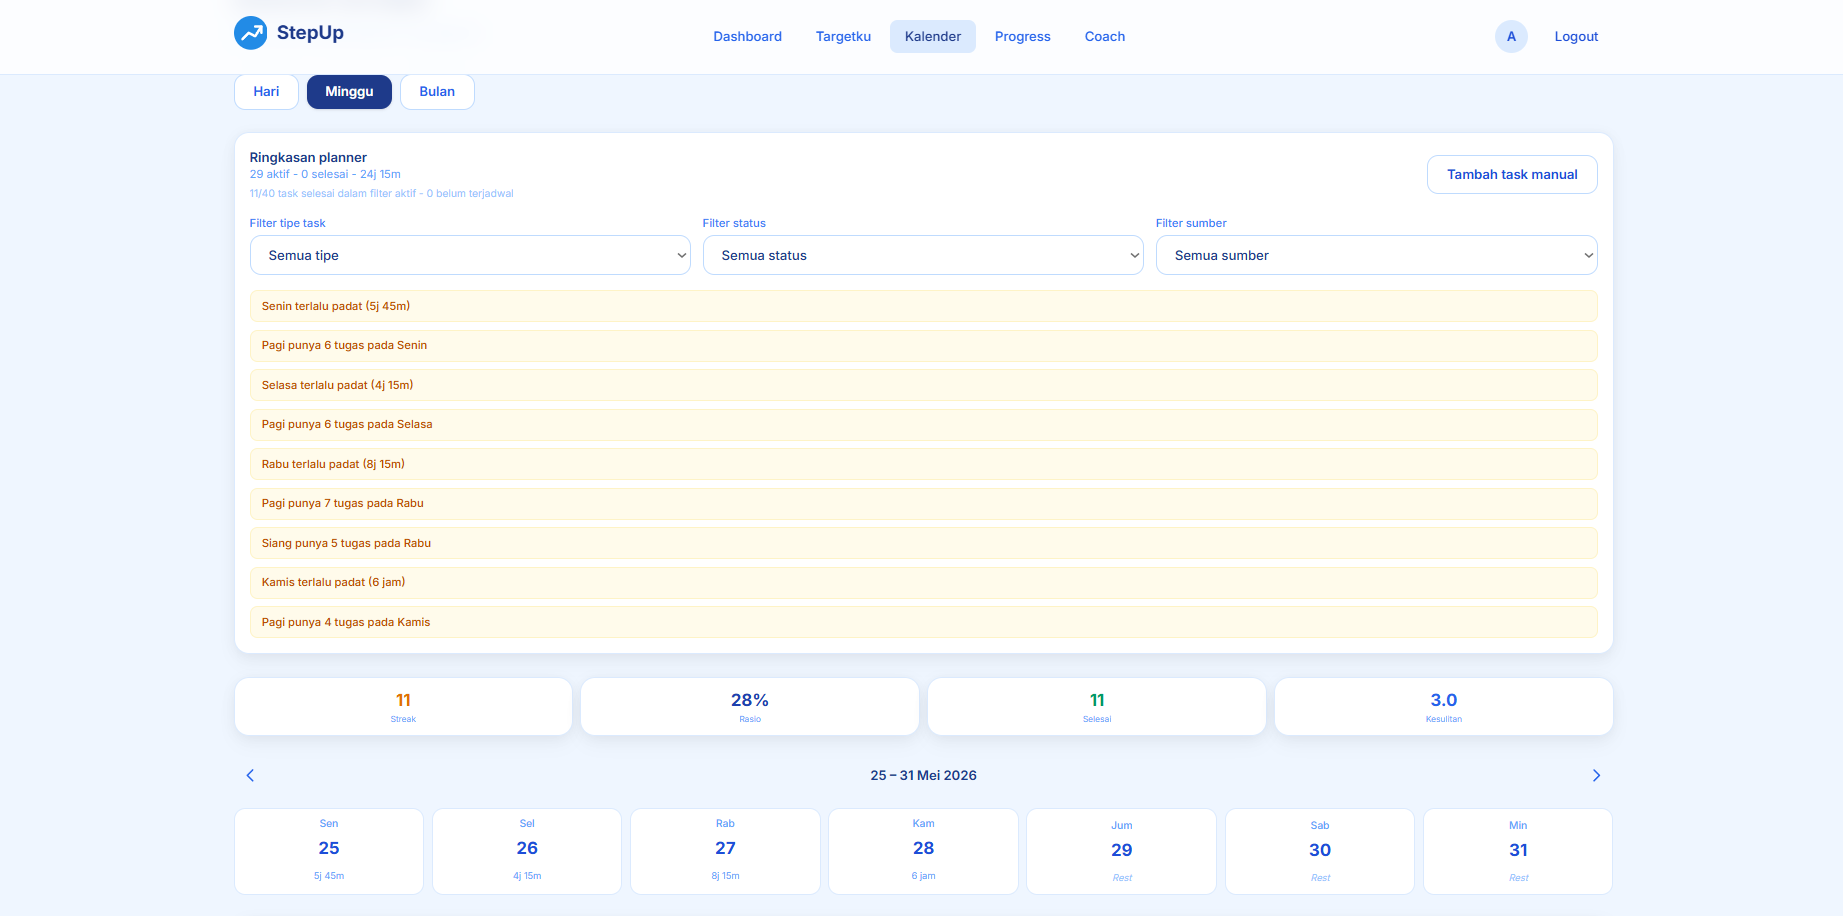 StepUp
Dashboard
Targetku
Kalender
Progress
Coach
A
Logout
Hari
Minggu
Bulan
Ringkasan planner
29 aktif - 0 selesai - 24j 15m
11/40 task selesai dalam filter aktif - 0 belum terjadwal
Tambah task manual
Filter tipe task
Filter status
Filter sumber
Semua tipe
Semua status
Semua sumber
Senin terlalu padat (5j 45m)
Pagi punya 6 tugas pada Senin
Selasa terlalu padat (4j 15m)
Pagi punya 6 tugas pada Selasa
Rabu terlalu padat (8j 15m)
Pagi punya 7 tugas pada Rabu
Siang punya 5 tugas pada Rabu
Kamis terlalu padat (6 jam)
Pagi punya 4 tugas pada Kamis
11
Streak
28%
Rasio
11
Selesai
3.0
Kesulitan
25 – 31 Mei 2026
Sen
25
5j 45m
Sel
26
4j 15m
Rab
27
8j 15m
Kam
28
6 jam
Jum
29
Rest
Sab
30
Rest
Min
31
Rest